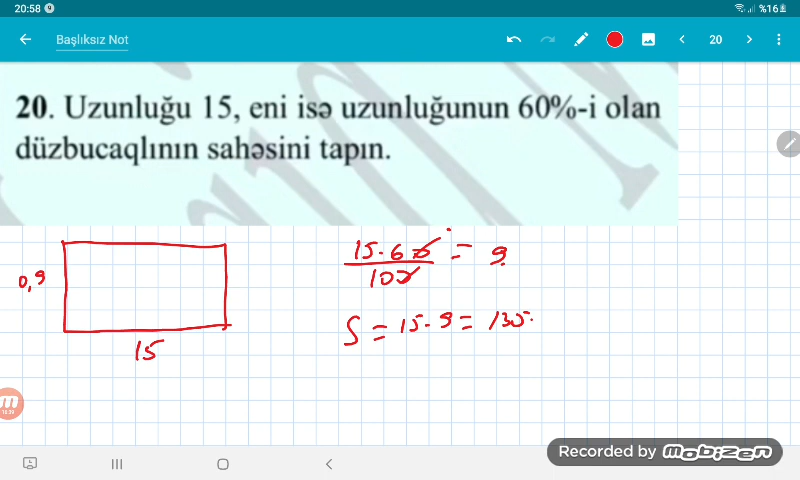 20:58
%16
Başlıksız Not
20
20. Uzunluğu 15, eni isə uzunluğunun 60%-i olan
düzbucaqlının sahəsini tapın.
0,9
15
15·60/100 = 9
S = 15·9 = 135
Recorded by mobizen